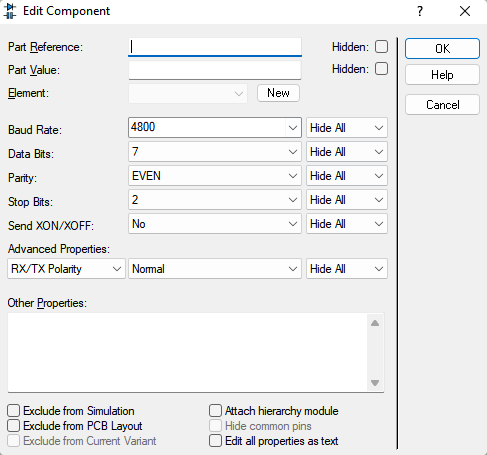 Edit Component ? ×
Part Reference: Hidden: OK
Part Value: Hidden: Help
Element: New Cancel
Baud Rate: 4800 Hide All
Data Bits: 7 Hide All
Parity: EVEN Hide All
Stop Bits: 2 Hide All
Send XON/XOFF: No Hide All
Advanced Properties:
RX/TX Polarity Normal Hide All
Other Properties:
Exclude from Simulation Attach hierarchy module
Exclude from PCB Layout Hide common pins
Exclude from Current Variant Edit all properties as text